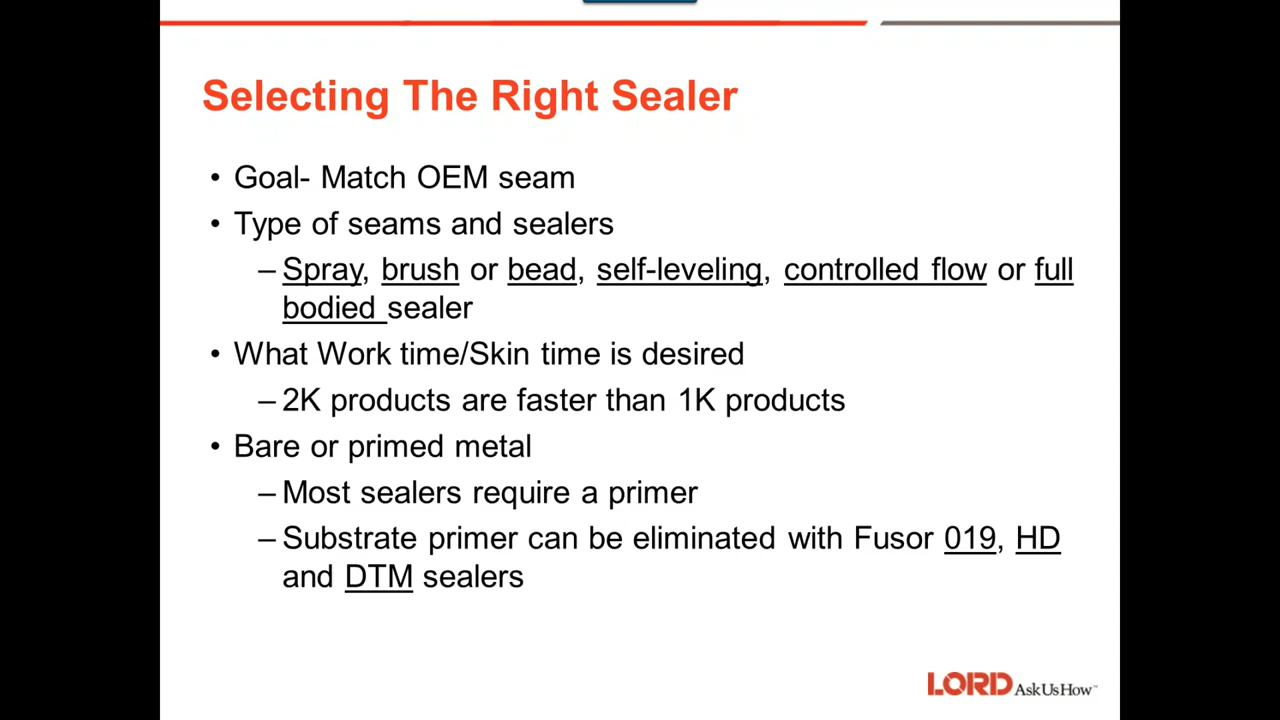 Selecting The Right Sealer
• Goal- Match OEM seam
• Type of seams and sealers
– Spray, brush or bead, self-leveling, controlled flow or full
bodied sealer
• What Work time/Skin time is desired
– 2K products are faster than 1K products
• Bare or primed metal
– Most sealers require a primer
– Substrate primer can be eliminated with Fusor 019, HD
and DTM sealers
LORD AskUsHow™